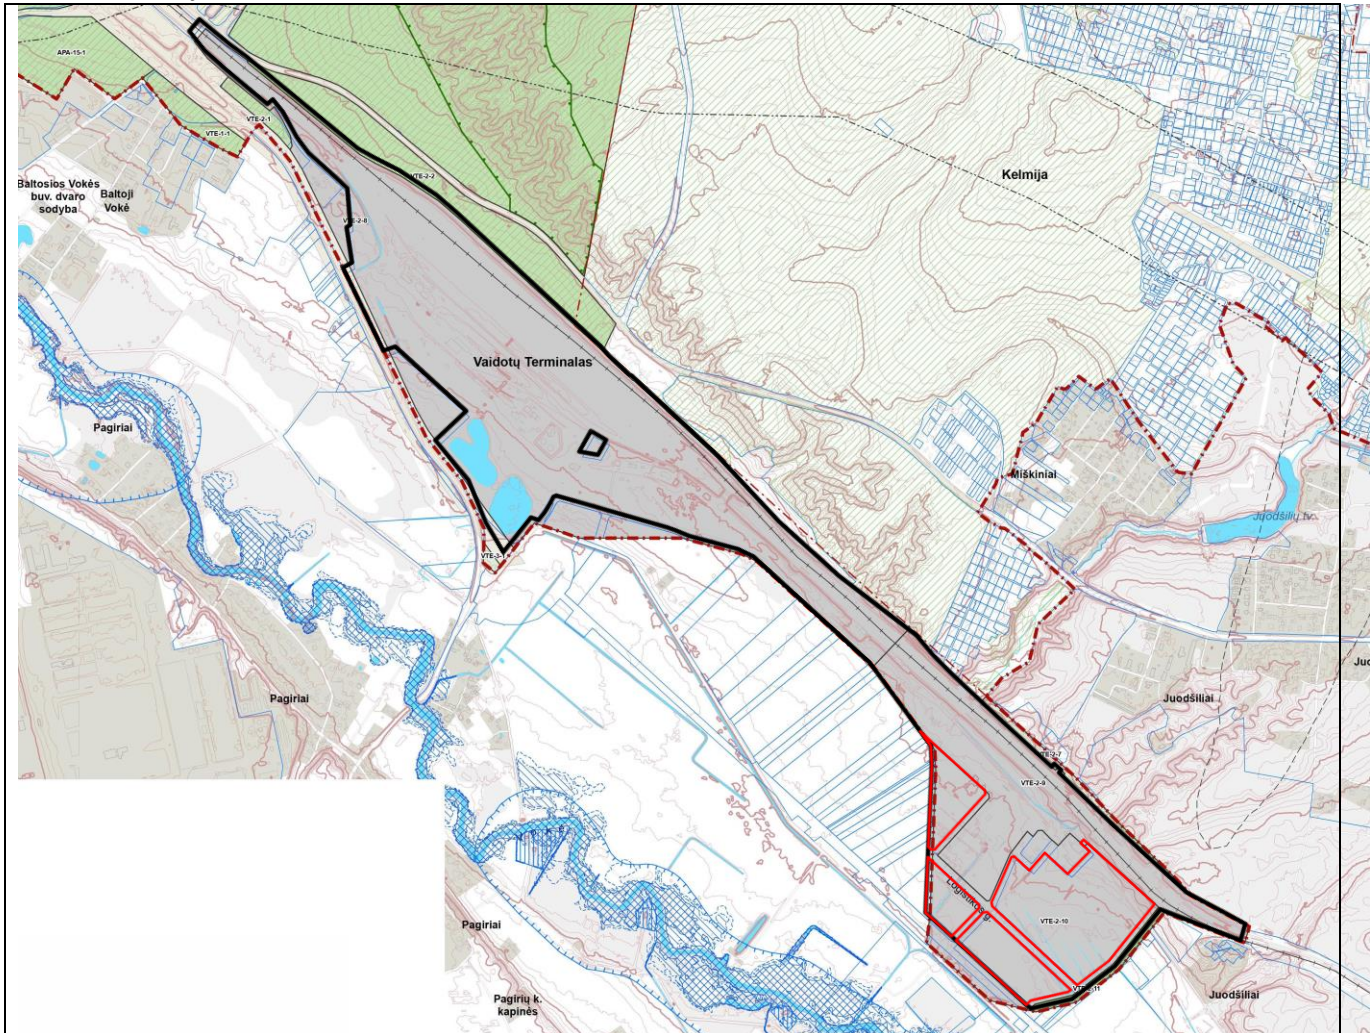 APA-15-1
VTE-2-1
VTE-1-1
Kelmija
VTE-2-2
Baltosios Vokės
buv. dvaro
sodyba
Baltoji
Vokė
VTE-2-8
Vaidotų Terminalas
Pagiriai
Miškiniai
Juodšilių tv.
VTE-3-1
Juo
Pagiriai
Juodšiliai
VTE-2-7
VTE-2-9
Logistikos g.
VTE-2-10
Pagiriai
VTE-2-11
Juodšiliai
Pagirių k.
kapinės